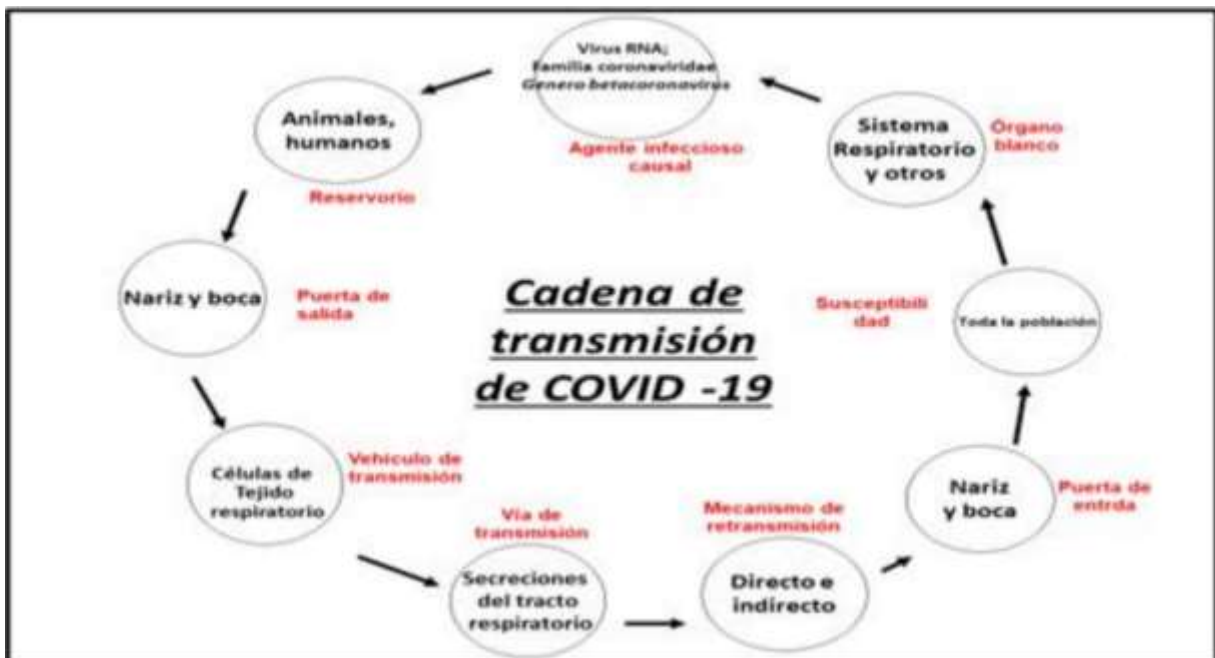 Virus RNA;
Familia coronaviridae
Genero betacoronavirus
Agente infeccioso
causal
Animales,
humanos
Reservorio
Nariz y boca
Puerta de
salida
Células de
Tejido
respiratorio
Vehículo de
transmisión
Vía de
transmisión
Secreciones
del tracto
respiratorio
Mecanismo de
retransmisión
Directo e
indirecto
Nariz
y boca
Puerta de
entrda
Toda la población
Susceptibili
dad
Sistema
Respiratorio
y otros
Órgano
blanco
Cadena de
transmisión
de COVID -19